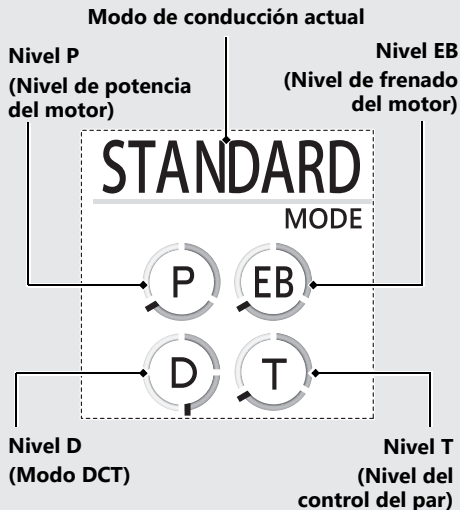 Modo de conducción actual
Nivel P
(Nivel de potencia
del motor)
Nivel EB
(Nivel de frenado
del motor)
STANDARD
MODE
P
EB
D
T
Nivel D
(Modo DCT)
Nivel T
(Nivel del
control del par)